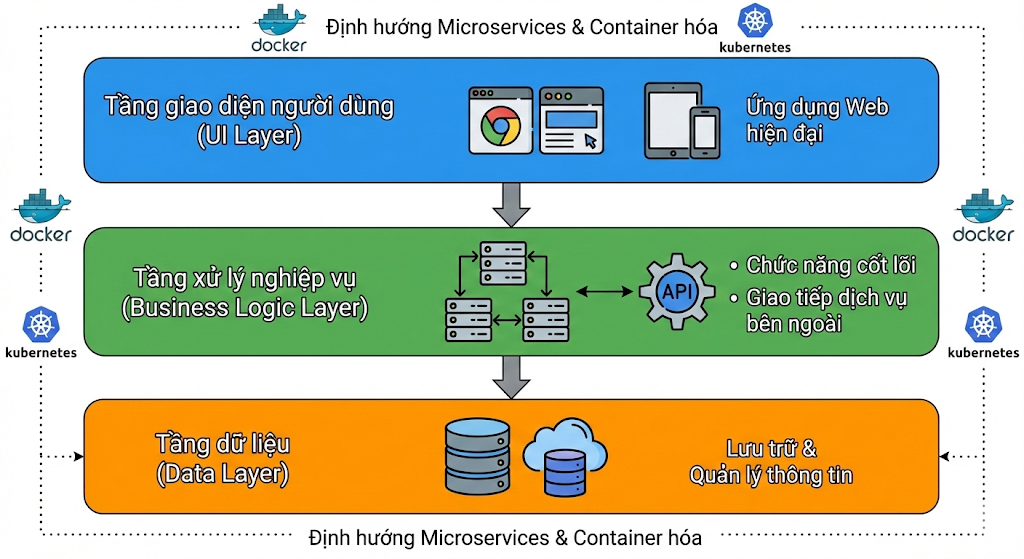 Định hướng Microservices & Container hóa
docker
kubernetes
Tầng giao diện người dùng
(UI Layer)
Ứng dụng Web
hiện đại
docker
docker
Tầng xử lý nghiệp vụ
(Business Logic Layer)
API
• Chức năng cốt lõi
• Giao tiếp dịch vụ
bên ngoài
kubernetes
kubernetes
Tầng dữ liệu
(Data Layer)
Lưu trữ &
Quản lý thông tin
Định hướng Microservices & Container hóa